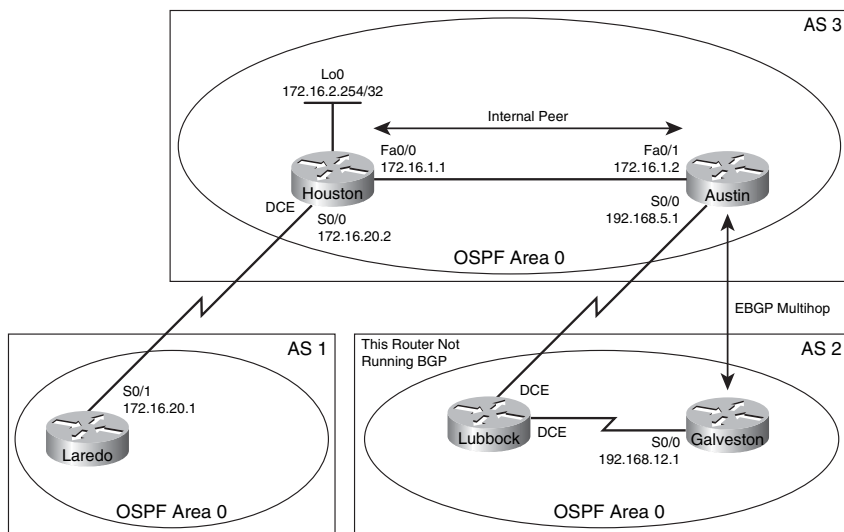 AS 3
Lo0
172.16.2.254/32
Internal Peer
Fa0/0
172.16.1.1
Fa0/1
172.16.1.2
Houston
Austin
DCE
S0/0
172.16.20.2
S0/0
192.168.5.1
OSPF Area 0
EBGP Multihop
AS 1
This Router Not
Running BGP
AS 2
S0/1
172.16.20.1
DCE
Laredo
Lubbock
DCE
Galveston
S0/0
192.168.12.1
OSPF Area 0
OSPF Area 0